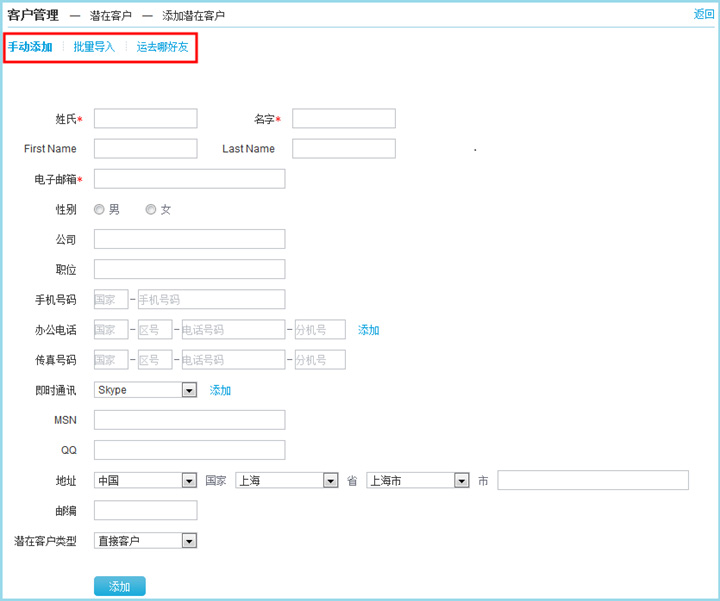 客户管理 — 潜在客户 — 添加潜在客户 返回
手动添加 批量导入 运去哪好友
姓氏* 名字*
First Name Last Name
电子邮箱*
性别 男 女
公司
职位
手机号码 国家 - 手机号码
办公电话 国家 - 区号 - 电话号码 - 分机号 添加
传真号码 国家 - 区号 - 电话号码 - 分机号
即时通讯 Skype 添加
MSN
QQ
地址 中国 国家 上海 省 上海市 市
邮编
潜在客户类型 直接客户
添加